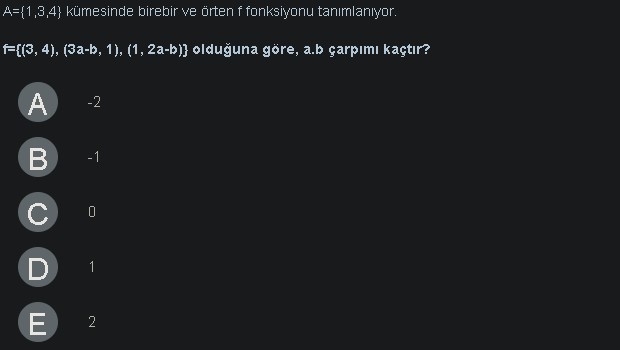 A={1,3,4} kümesinde birebir ve örten f fonksiyonu tanımlanıyor.
f={(3, 4), (3a-b, 1), (1, 2a-b)} olduğuna göre, a.b çarpımı kaçtır?
A -2
B -1
C 0
D 1
E 2